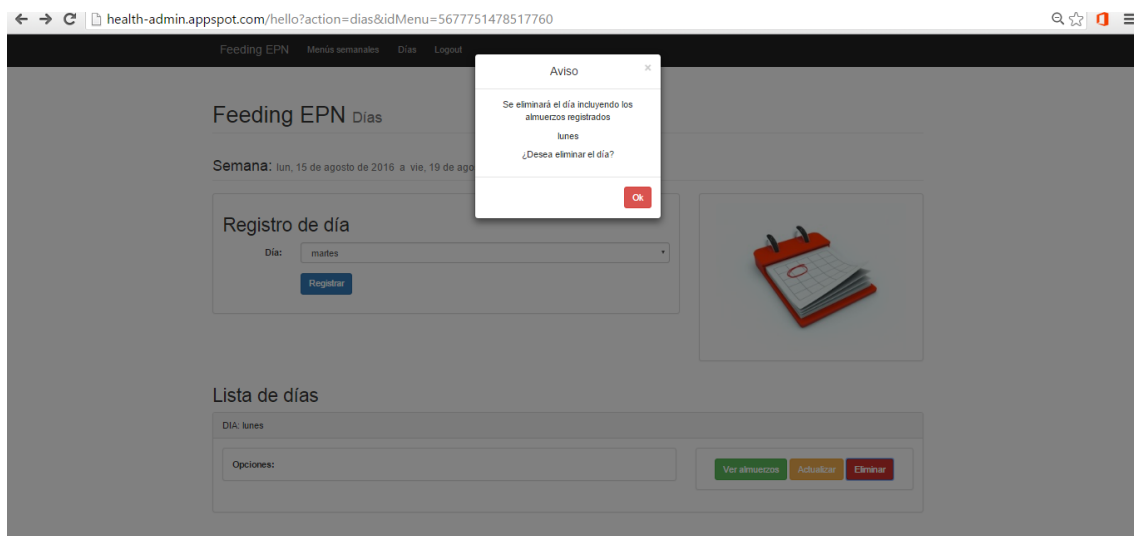 health-admin.appspot.com/hello?action=dias&idMenu=5677751478517760
Feeding EPN Menús semanales Días Logout
Aviso ×
Se eliminará el día incluyendo los
almuerzos registrados
lunes
¿Desea eliminar el día?
Ok
Feeding EPN Días
Semana: lun, 15 de agosto de 2016 a vie, 19 de ago
Registro de día
Día: martes
Registrar
Lista de días
DIA: lunes
Opciones:
Ver almuerzos Actualizar Eliminar